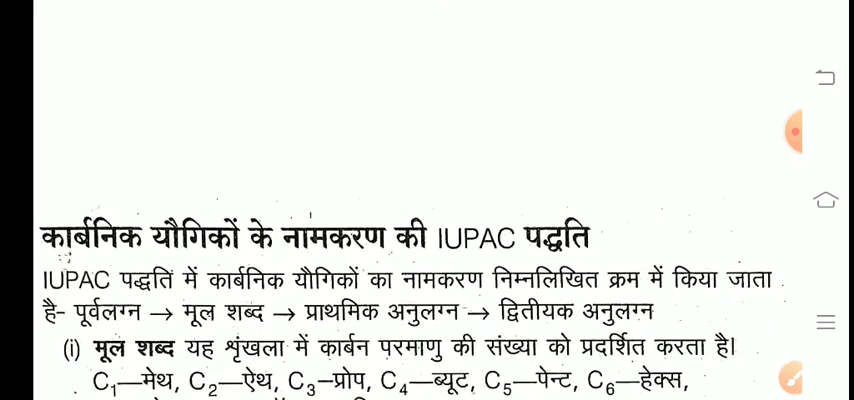 कार्बनिक यौगिकों के नामकरण की IUPAC पद्धति
IUPAC पद्धति में कार्बनिक यौगिकों का नामकरण निम्नलिखित क्रम में किया जाता
है- पूर्वलग्न → मूल शब्द → प्राथमिक अनुलग्न → द्वितीयक अनुलग्न
(i) मूल शब्द यह शृंखला में कार्बन परमाणु की संख्या को प्रदर्शित करता है।
C₁—मेथ, C₂—ऐथ, C₃–प्रोप, C₄—ब्यूट, C₅—पेन्ट, C₆—हेक्स,